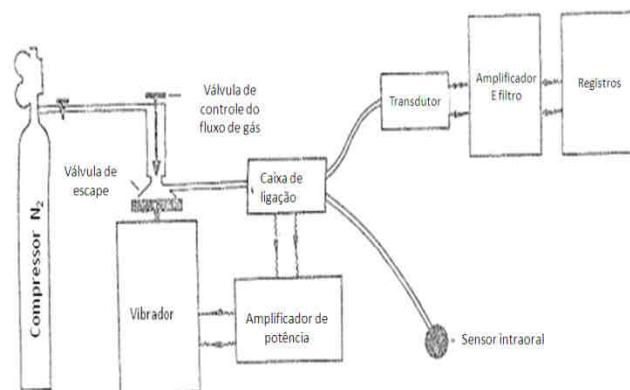 Válvula de
controle do
fluxo de gás
Transdutor
Amplificador
E filtro
Registros
Válvula de
escape
Caixa de
ligação
Compressor N₂
Vibrador
Amplificador de
potência
Sensor intraoral